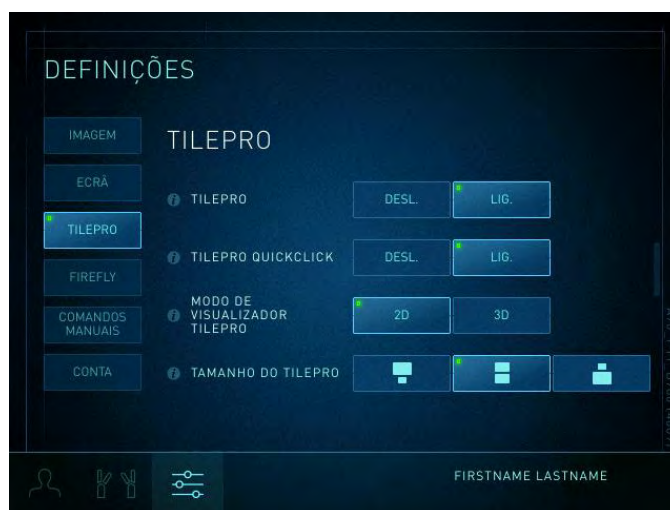 DEFINIÇÕES
IMAGEM
ECRÃ
TILEPRO
FIREFLY
COMANDOS
MANUAIS
CONTA
TILEPRO
TILEPRO
DESL.
LIG.
TILEPRO QUICKCLICK
DESL.
LIG.
MODO DE
VISUALIZADOR
TILEPRO
2D
3D
TAMANHO DO TILEPRO
FIRSTNAME LASTNAME